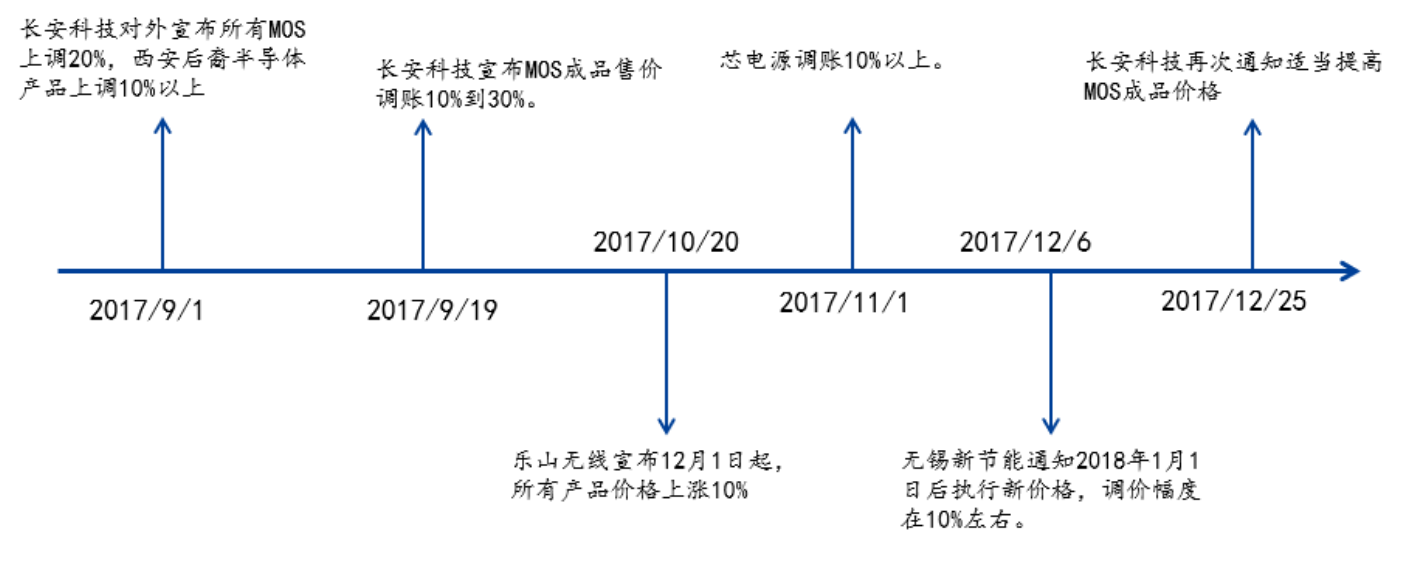 长安科技对外宣布所有MOS
上调20%，西安后裔半导体
产品上调10%以上
长安科技宣布MOS成品售价
调账10%到30%。
芯电源调账10%以上。
长安科技再次通知适当提高
MOS成品价格
2017/9/1
2017/9/19
2017/10/20
2017/11/1
2017/12/6
2017/12/25
乐山无线宣布12月1日起，
所有产品价格上涨10%
无锡新节能通知2018年1月1
日后执行新价格，调价幅度
在10%左右。